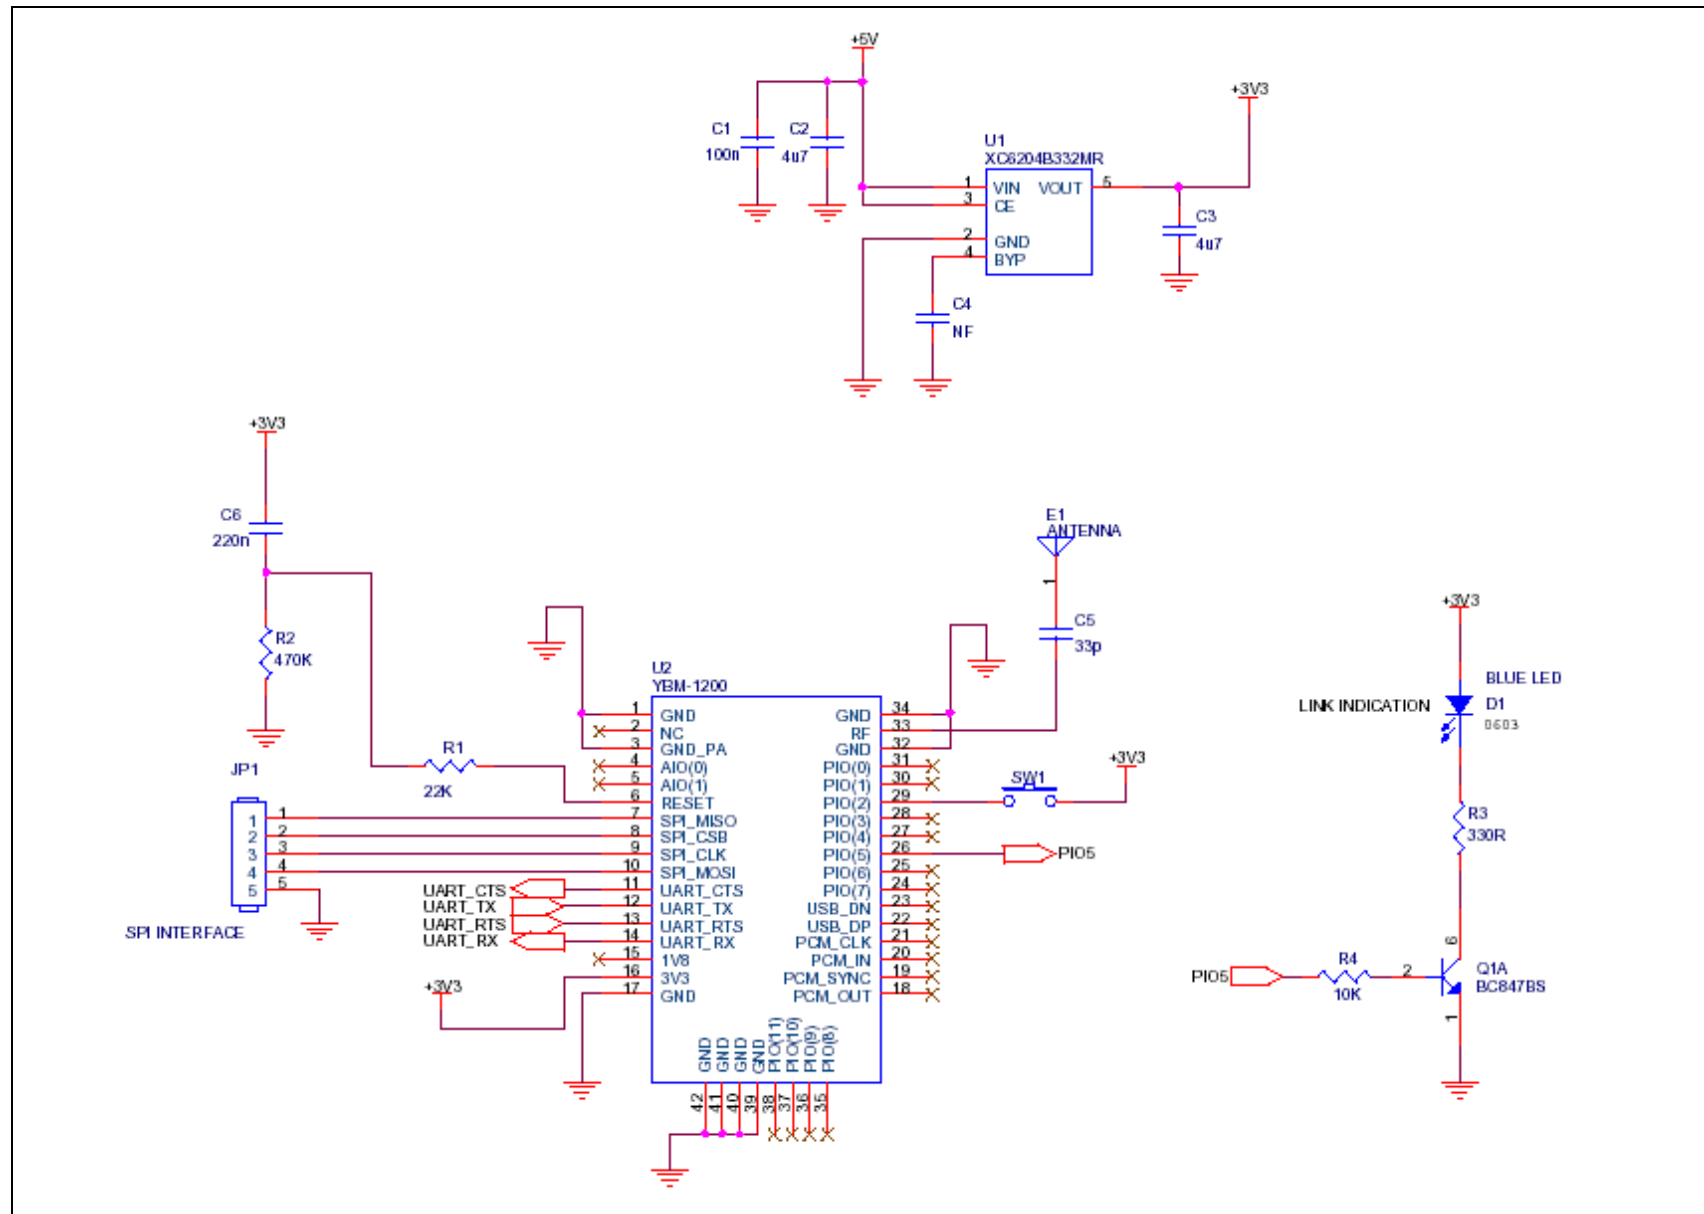 +5V
+3V3
C1
100n
C2
4u7
U1
XC6204B332MR
1
VIN
VOUT
5
3
CE
2
GND
4
BYP
C3
4u7
C4
NF
+3V3
C6
220n
R2
470K
E1
ANTENNA
1
C5
33p
U2
YBM-1200
1 GND
2 NC
3 GND_PA
4 AIO(0)
5 AIO(1)
6 RESET
7 SPI_MISO
8 SPI_CSB
9 SPI_CLK
10 SPI_MOSI
11 UART_CTS
12 UART_TX
13 UART_RTS
14 UART_RX
15 1V8
16 3V3
17 GND
GND 34
RF 33
GND 32
PIO(0) 31
PIO(1) 30
PIO(2) 29
PIO(3) 28
PIO(4) 27
PIO(5) 26
PIO(6) 25
PIO(7) 24
USB_DN 23
USB_DP 22
PCM_CLK 21
PCM_IN 20
PCM_SYNC 19
PCM_OUT 18
GND GND GND GND PIO(11) PIO(10) PIO(9) PIO(8)
42 41 40 39 38 37 36 35
R1
22K
JP1
1 1
2 2
3 3
4 4
5 5
SPI INTERFACE
UART_CTS
UART_TX
UART_RTS
UART_RX
+3V3
SW1
+3V3
PIO5
+3V3
BLUE LED
LINK INDICATION
D1
0603
R3
330R
6
PIO5
R4
10K
2
Q1A
BC847BS
1